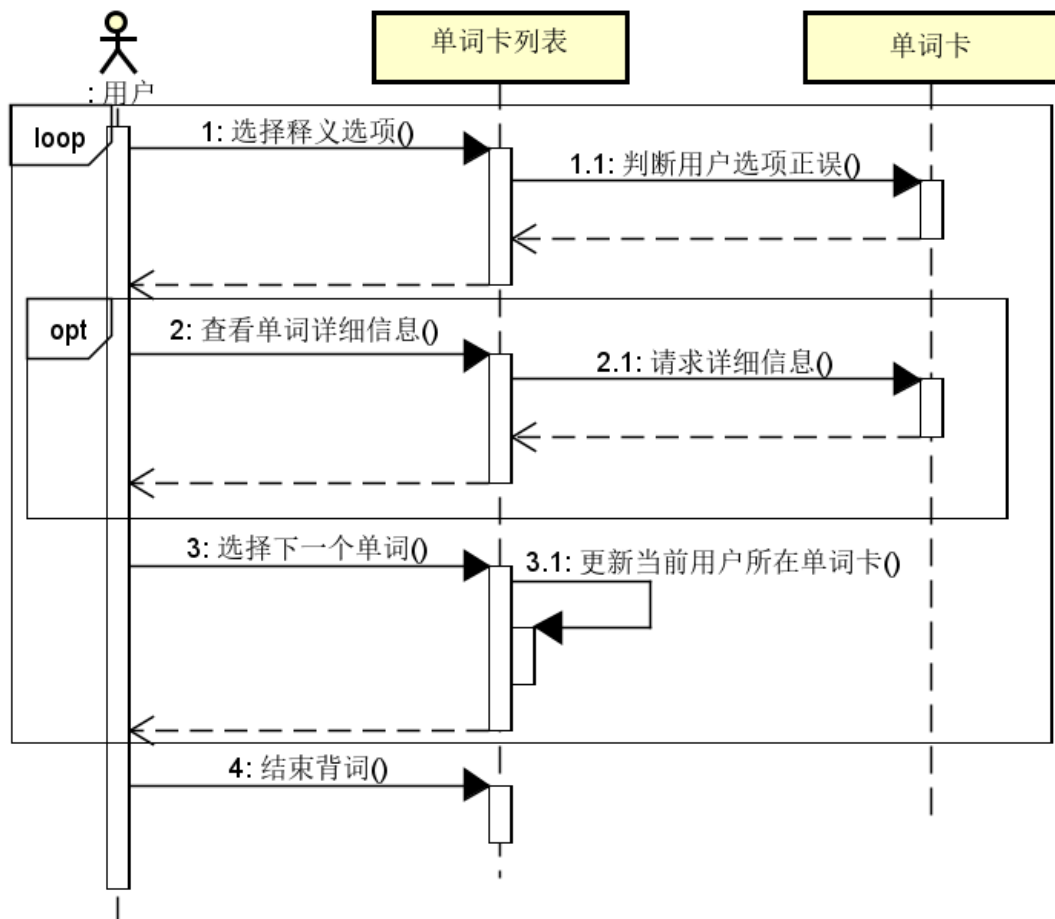 单词卡列表
单词卡
: 用户
loop
1: 选择释义选项()
1.1: 判断用户选项正误()
opt
2: 查看单词详细信息()
2.1: 请求详细信息()
3: 选择下一个单词()
3.1: 更新当前用户所在单词卡()
4: 结束背词()